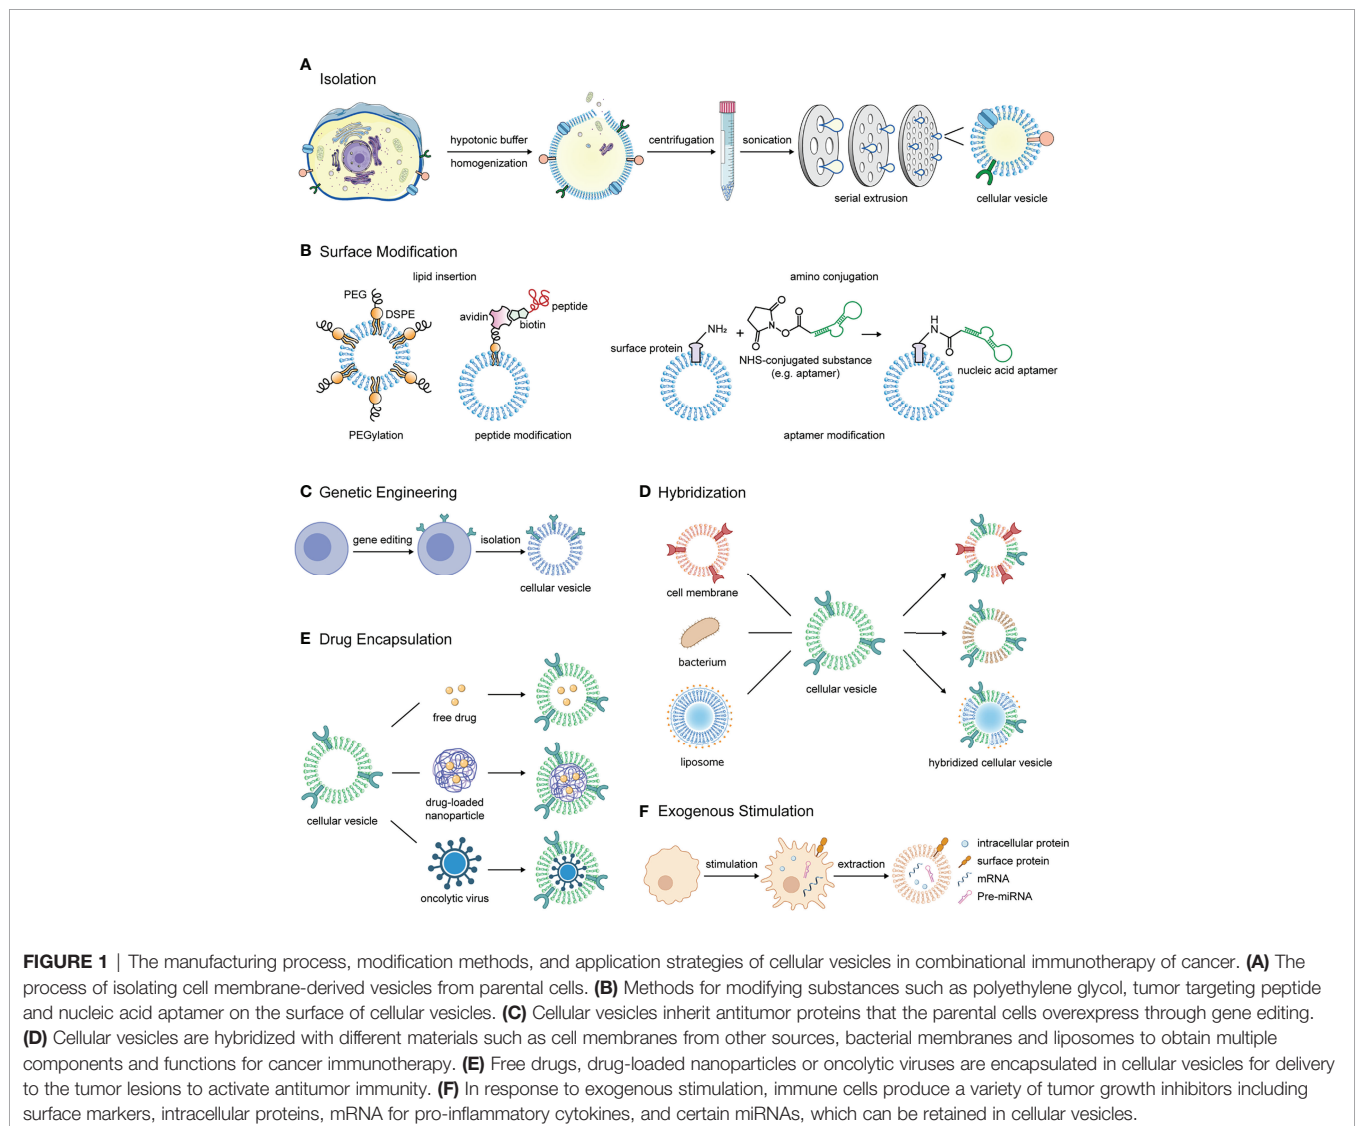 A
Isolation
hypotonic buffer
homogenization
centrifugation
sonication
serial extrusion
cellular vesicle
B Surface Modification
lipid insertion
PEG
DSPE
avidin
biotin
peptide
PEGylation
peptide modification
amino conjugation
surface protein
NH₂
+
O
O
N
O
O
NHS-conjugated substance
(e.g. aptamer)
H
N
O
nucleic acid aptamer
aptamer modification
C Genetic Engineering
gene editing
isolation
cellular vesicle
D Hybridization
cell membrane
bacterium
liposome
cellular vesicle
hybridized cellular vesicle
E Drug Encapsulation
cellular vesicle
free drug
drug-loaded
nanoparticle
oncolytic virus
F Exogenous Stimulation
stimulation
extraction
intracellular protein
surface protein
mRNA
Pre-miRNA
FIGURE 1 | The manufacturing process, modification methods, and application strategies of cellular vesicles in combinational immunotherapy of cancer. (A) The
process of isolating cell membrane-derived vesicles from parental cells. (B) Methods for modifying substances such as polyethylene glycol, tumor targeting peptide
and nucleic acid aptamer on the surface of cellular vesicles. (C) Cellular vesicles inherit antitumor proteins that the parental cells overexpress through gene editing.
(D) Cellular vesicles are hybridized with different materials such as cell membranes from other sources, bacterial membranes and liposomes to obtain multiple
components and functions for cancer immunotherapy. (E) Free drugs, drug-loaded nanoparticles or oncolytic viruses are encapsulated in cellular vesicles for delivery
to the tumor lesions to activate antitumor immunity. (F) In response to exogenous stimulation, immune cells produce a variety of tumor growth inhibitors including
surface markers, intracellular proteins, mRNA for pro-inflammatory cytokines, and certain miRNAs, which can be retained in cellular vesicles.